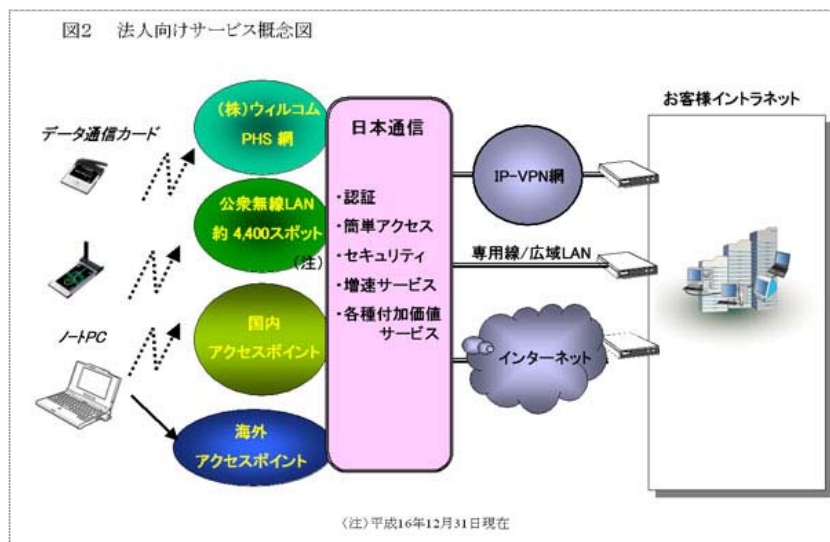 図2 法人向けサービス概念図
データ通信カード
ノートPC
(株)ウィルコム
PHS 網
公衆無線LAN
約 4,400スポット
(注)
国内
アクセスポイント
海外
アクセスポイント
日本通信
・認証
・簡単アクセス
・セキュリティ
・増速サービス
・各種付加価値
サービス
IP-VPN網
専用線/広域LAN
インターネット
お客様イントラネット
(注)平成16年12月31日現在